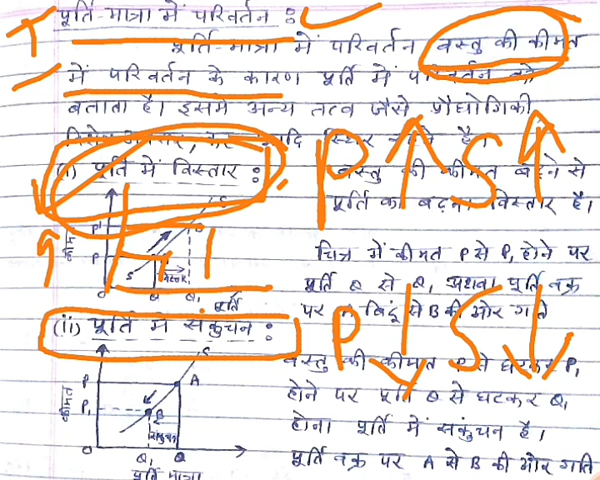 पूर्ति-मात्रा में परिवर्तन :
पूर्ति-मात्रा में परिवर्तन वस्तु की कीमत
में परिवर्तन के कारण पूर्ति में परिवर्तन को
बताता है। इसमें अन्य तत्व जैसे प्रौद्योगिकी
है।
(i) पूर्ति में विस्तार :
वस्तु की कीमत बढ़ने से
पूर्ति का बढ़ना विस्तार है।
P↑ S↑
चित्र में कीमत P से P₁ होने पर
पूर्ति Q से Q₁ अथवा पूर्ति वक्र
पर बिंदू से B की ओर गति
कीमत
P
P
S
विस्तार
O
Q
Q₁
पूर्ति
P↓ S↓
(ii) पूर्ति में संकुचन :
वस्तु की कीमत P से घटकर P₁
होने पर पूर्ति Q से घटकर Q₁
होना पूर्ति में संकुचन है।
पूर्ति वक्र पर A से B की ओर गति
कीमत
P
P₁
S
A
B
संकुचन
O
Q₁
Q
पूर्ति मात्रा